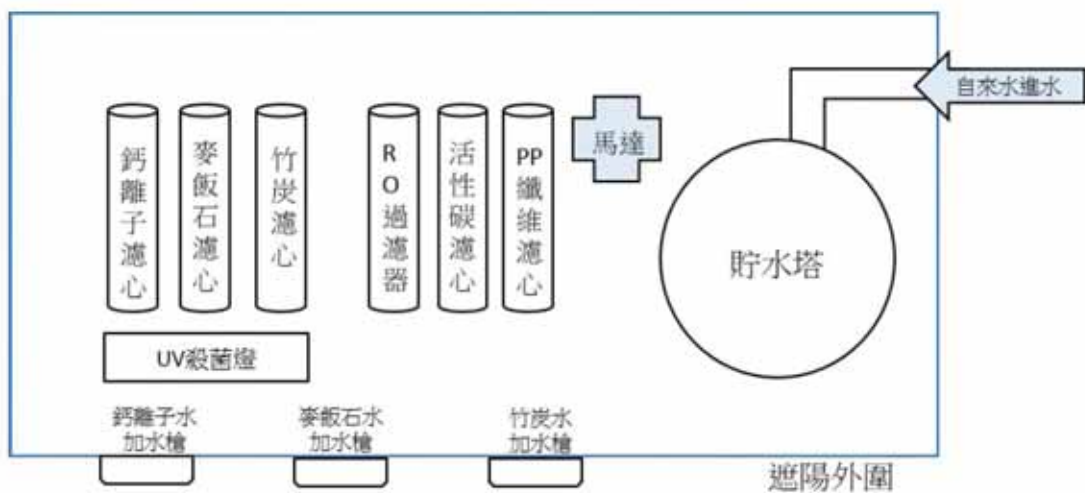 自來水進水
鈣離子濾心
麥飯石濾心
竹炭濾心
RO過濾器
活性碳濾心
PP纖維濾心
馬達
貯水塔
UV殺菌燈
鈣離子水
加水槍
麥飯石水
加水槍
竹炭水
加水槍
遮陽外圍